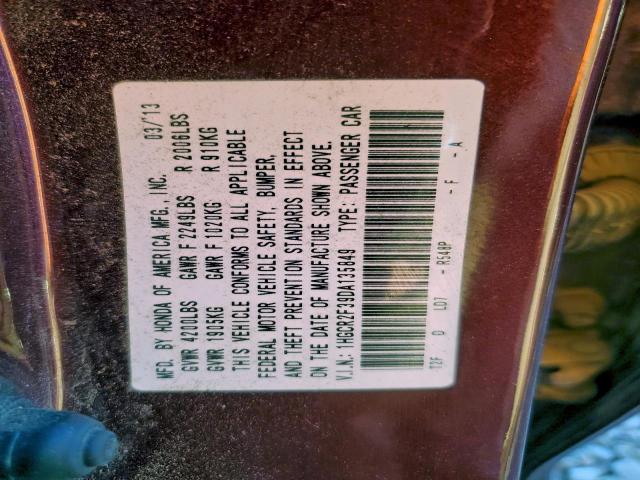 MFD. BY HONDA OF AMERICA MFG., INC. 03/13
GVWR 4200LBS GAWR F 2249LBS R 2006LBS
GVWR 1905KG GAWR F 1020KG R 910KG
THIS VEHICLE CONFORMS TO ALL APPLICABLE
FEDERAL MOTOR VEHICLE SAFETY, BUMPER,
AND THEFT PREVENTION STANDARDS IN EFFECT
ON THE DATE OF MANUFACTURE SHOWN ABOVE.
V.I.N.: 1HGCR2F39DA135849 TYPE: PASSENGER CAR
T2F D LD7 - R548P - F - A